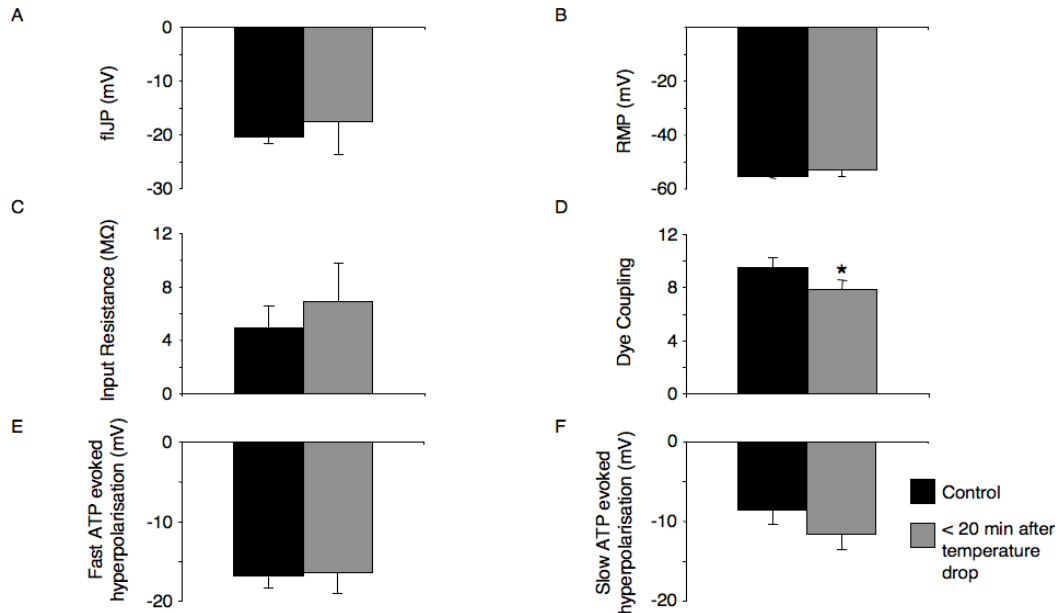 A
0
-10
-20
-30
fIJP (mV)
B
-20
-40
-60
RMP (mV)
C
12
8
4
0
Input Resistance (MΩ)
D
12
8
4
0
Dye Coupling
*
E
0
-10
-20
Fast ATP evoked
hyperpolarisation (mV)
F
0
-10
-20
Slow ATP evoked
hyperpolarisation (mV)
Control
< 20 min after
temperature
drop